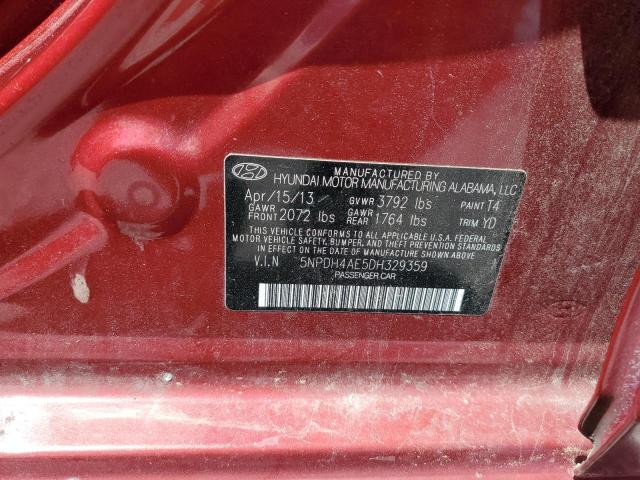 MANUFACTURED BY
HYUNDAI MOTOR MANUFACTURING ALABAMA, LLC
Apr/15/13 GVWR 3792 lbs PAINT T4
GAWR FRONT 2072 lbs GAWR REAR 1764 lbs TRIM YD
THIS VEHICLE CONFORMS TO ALL APPLICABLE U.S.A. FEDERAL
MOTOR VEHICLE SAFETY, BUMPER, AND THEFT PREVENTION STANDARDS
IN EFFECT ON THE DATE OF MANUFACTURE SHOWN ABOVE
V.I.N 5NPDH4AE5DH329359
PASSENGER CAR